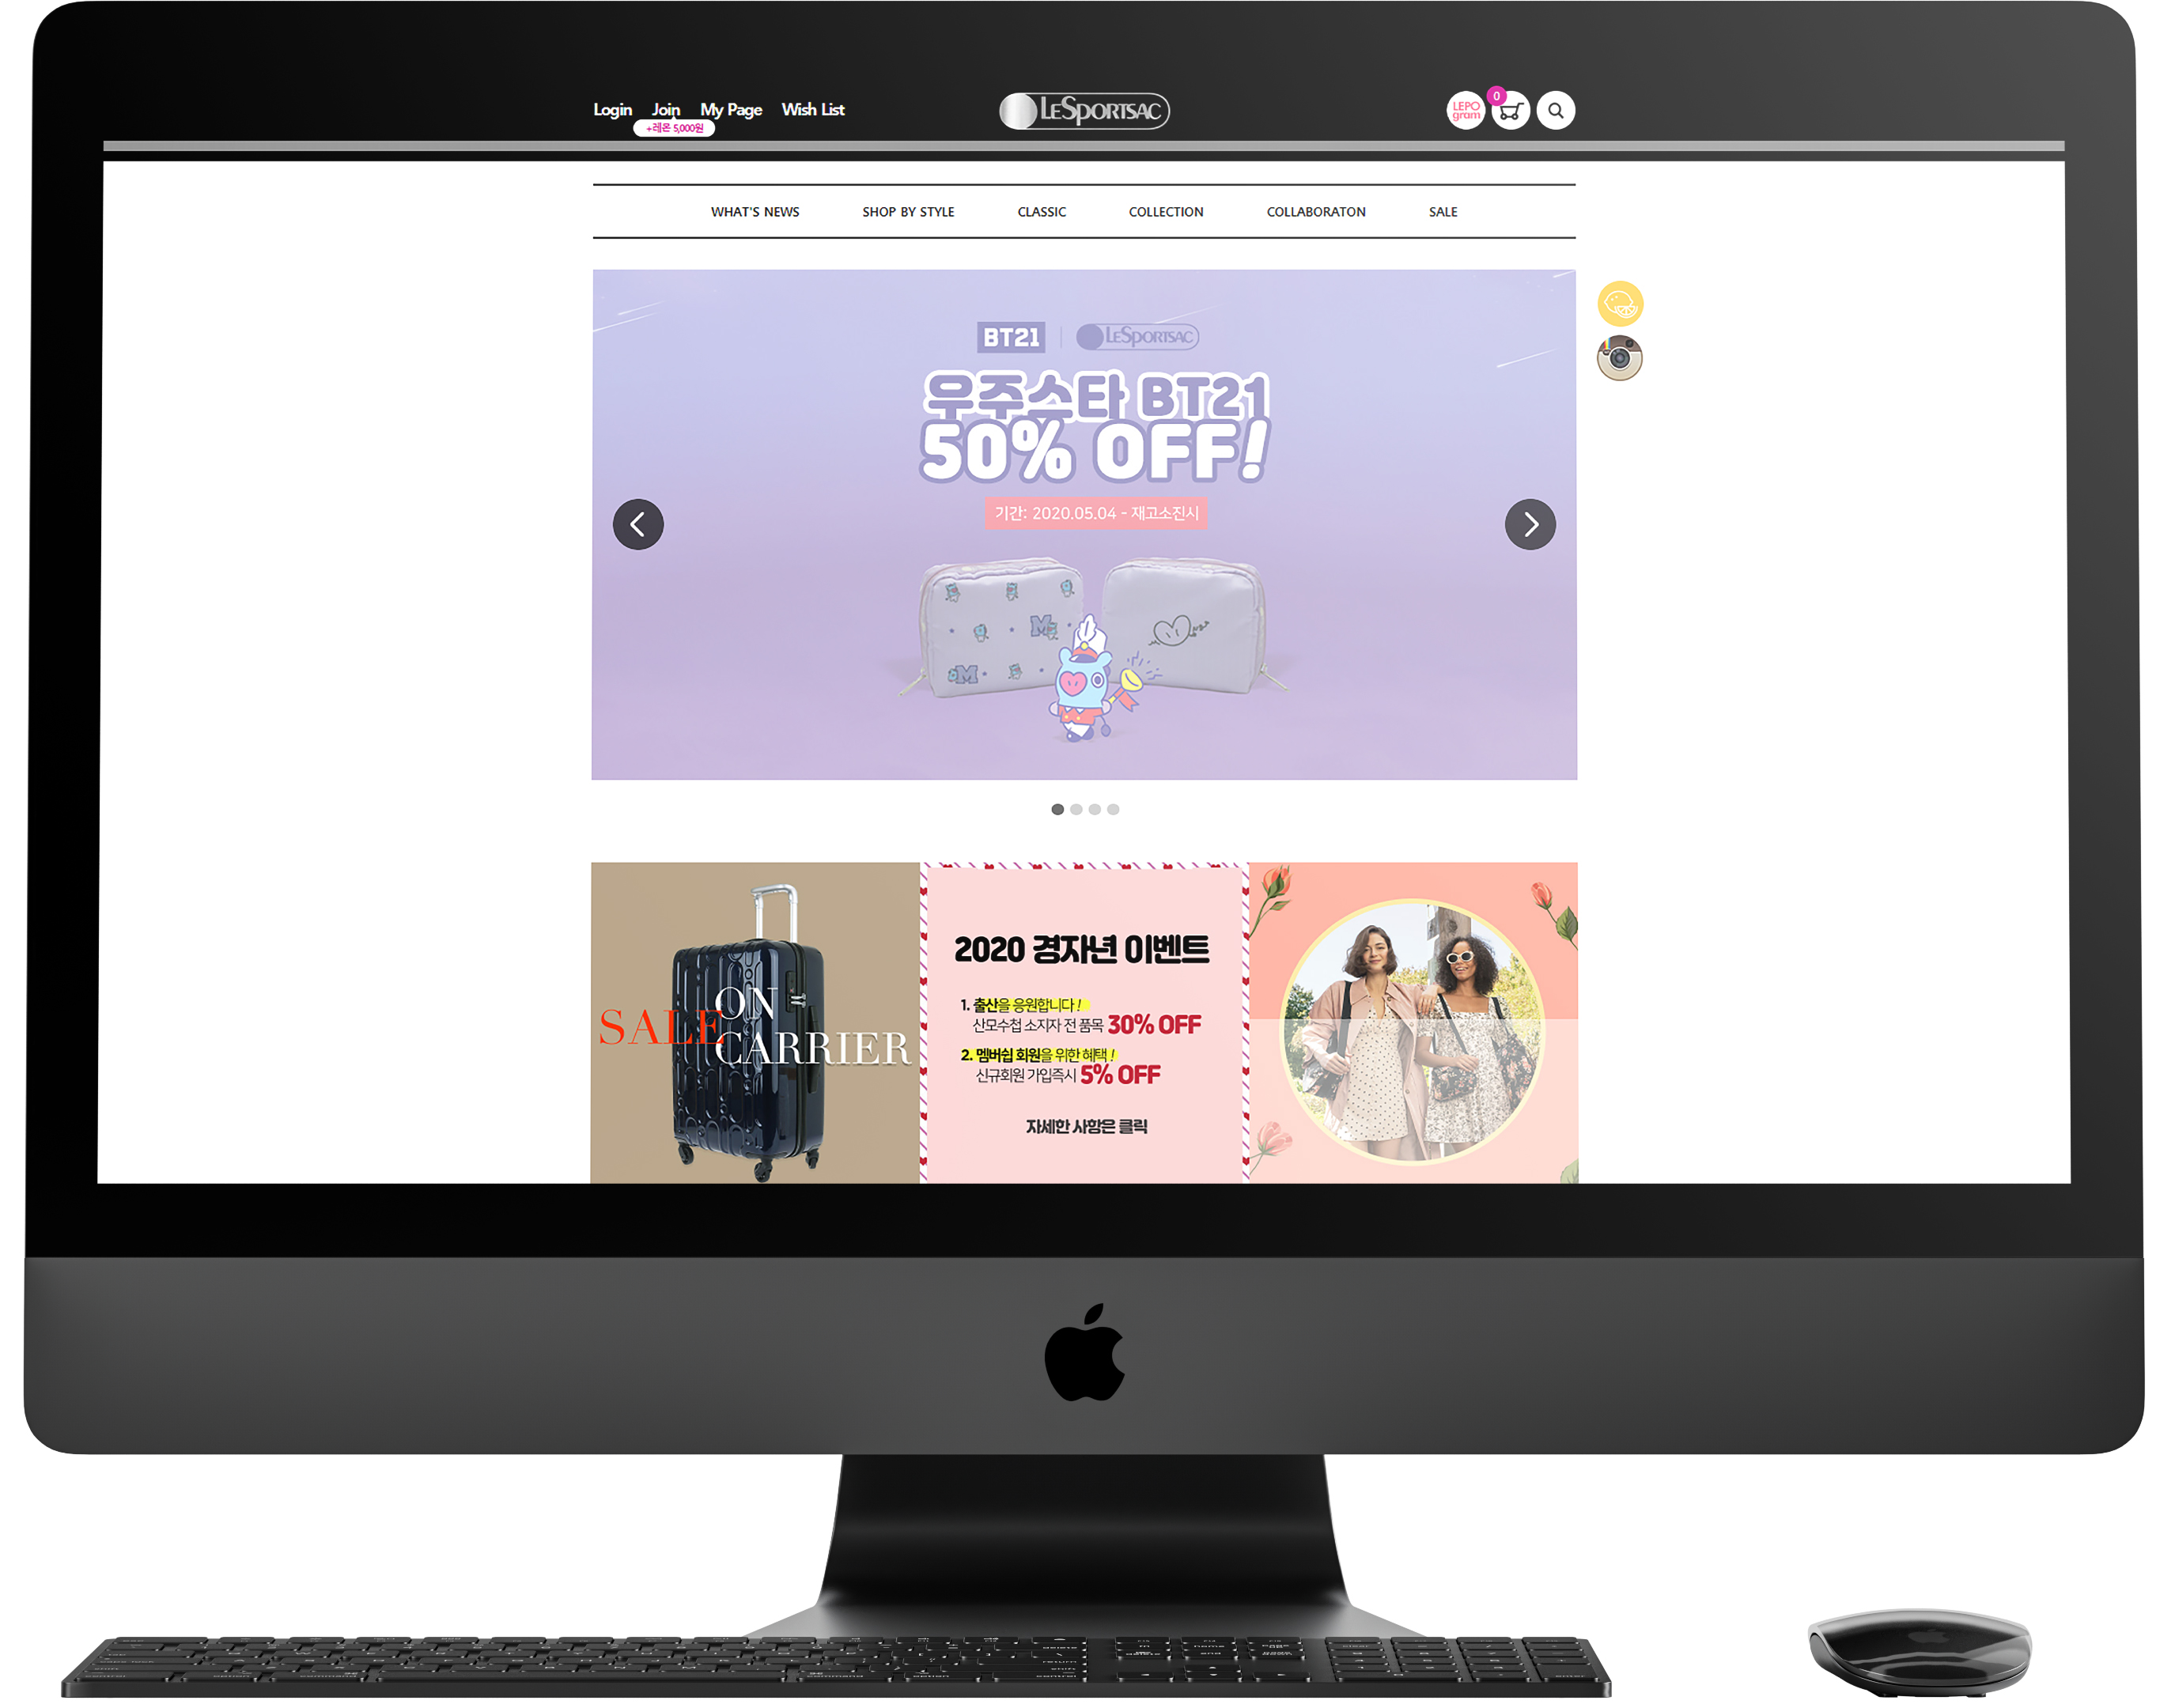 Login Join My Page Wish List
LESPORTSAC
LEPO
gram
0
+레몬 5,000원
WHAT'S NEWS SHOP BY STYLE CLASSIC COLLECTION COLLABORATON SALE
BT21 LESPORTSAC
우주슈타 BT21
50% OFF!
기간: 2020.05.04 - 재고소진시
M
M
SALE ON
CARRIER
2020 경자년 이벤트
1. 출산을 응원합니다!
산모수첩 소지자 전 품목 30% OFF
2. 멤버쉽 회원을 위한 혜택!
신규회원 가입즉시 5% OFF
자세한 사항은 클릭